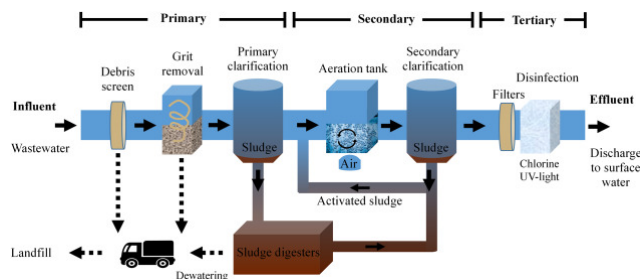 Primary
Secondary
Tertiary
Debris
screen
Grit
removal
Primary
clarification
Aeration tank
Secondary
clarification
Disinfection
Filters
Influent
Wastewater
Effluent
Discharge
to surface
water
Sludge
Air
Sludge
Chlorine
UV-light
Activated sludge
Sludge digesters
Landfill
Dewatering